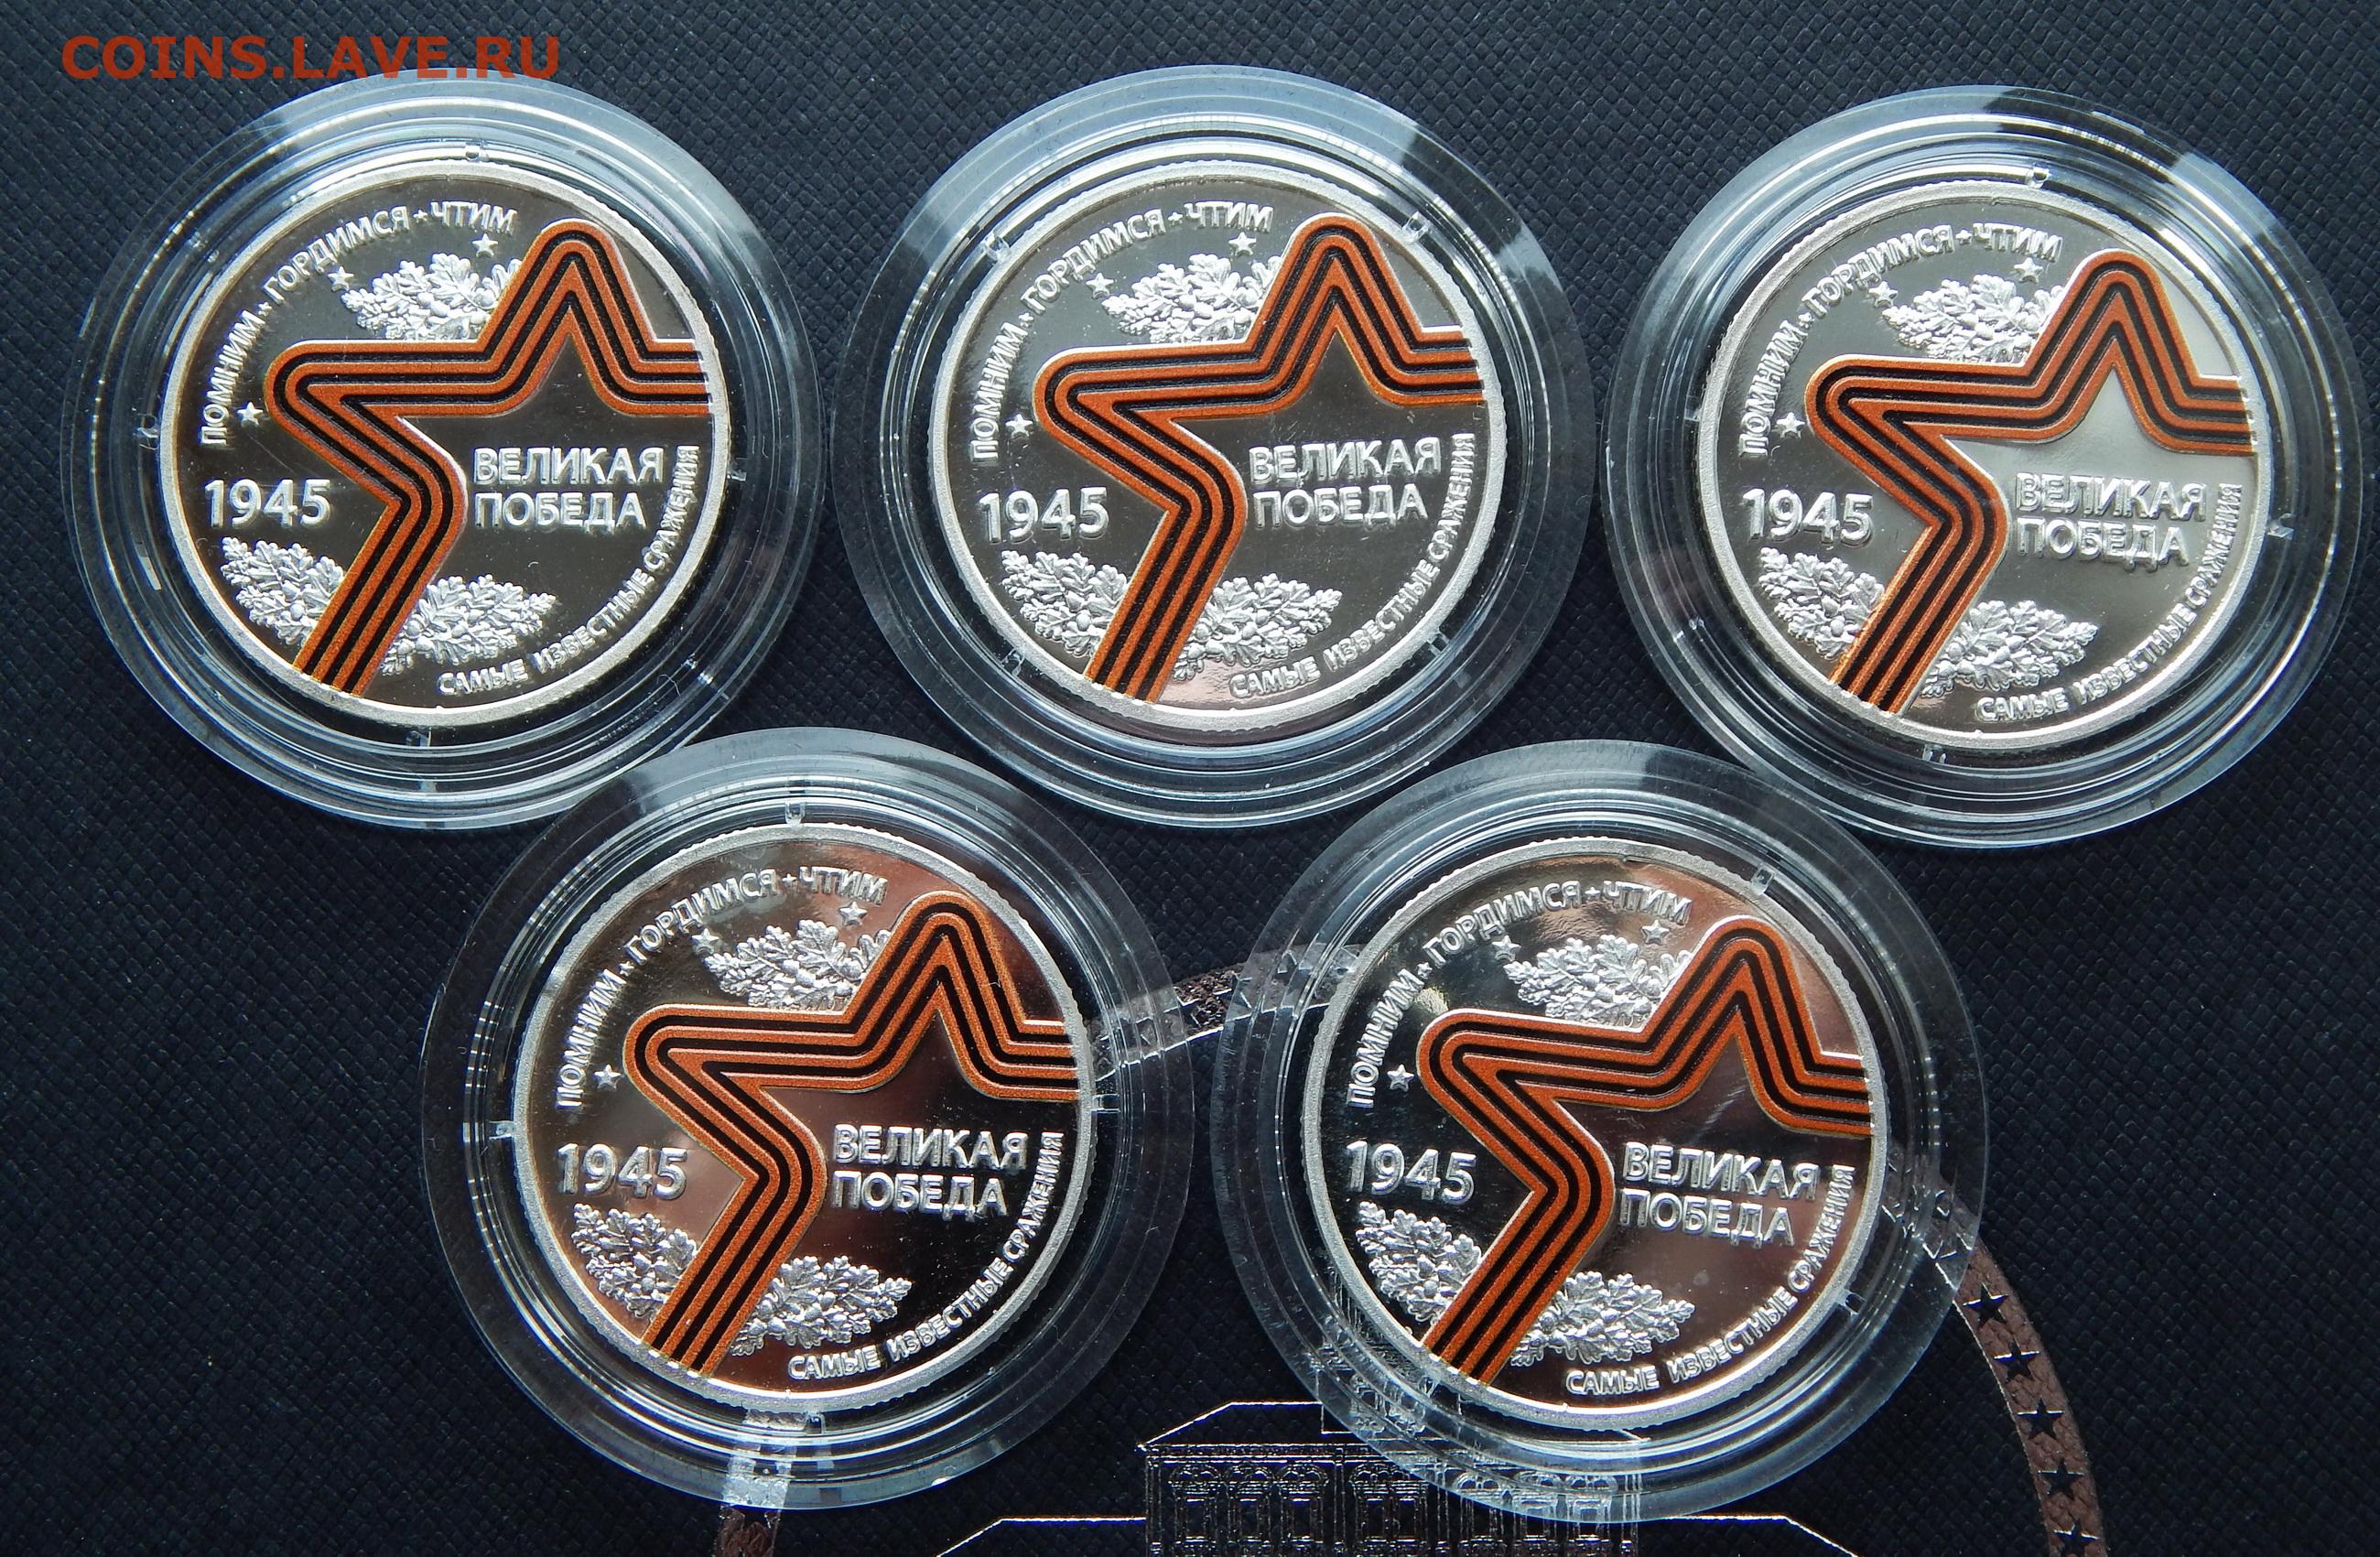 COINS.LAVE.RU
ПОМНИМ ГОРДИМСЯ ЧТИМ
1945
ВЕЛИКАЯ
ПОБЕДА
САМЫЕ ИЗВЕСТНЫЕ СРАЖЕНИЯ
ПОМНИМ ГОРДИМСЯ ЧТИМ
1945
ВЕЛИКАЯ
ПОБЕДА
САМЫЕ ИЗВЕСТНЫЕ СРАЖЕНИЯ
ПОМНИМ ГОРДИМСЯ ЧТИМ
1945
ВЕЛИКАЯ
ПОБЕДА
САМЫЕ ИЗВЕСТНЫЕ СРАЖЕНИЯ
ПОМНИМ ГОРДИМСЯ ЧТИМ
1945
ВЕЛИКАЯ
ПОБЕДА
САМЫЕ ИЗВЕСТНЫЕ СРАЖЕНИЯ
ПОМНИМ ГОРДИМСЯ ЧТИМ
1945
ВЕЛИКАЯ
ПОБЕДА
САМЫЕ ИЗВЕСТНЫЕ СРАЖЕНИЯ